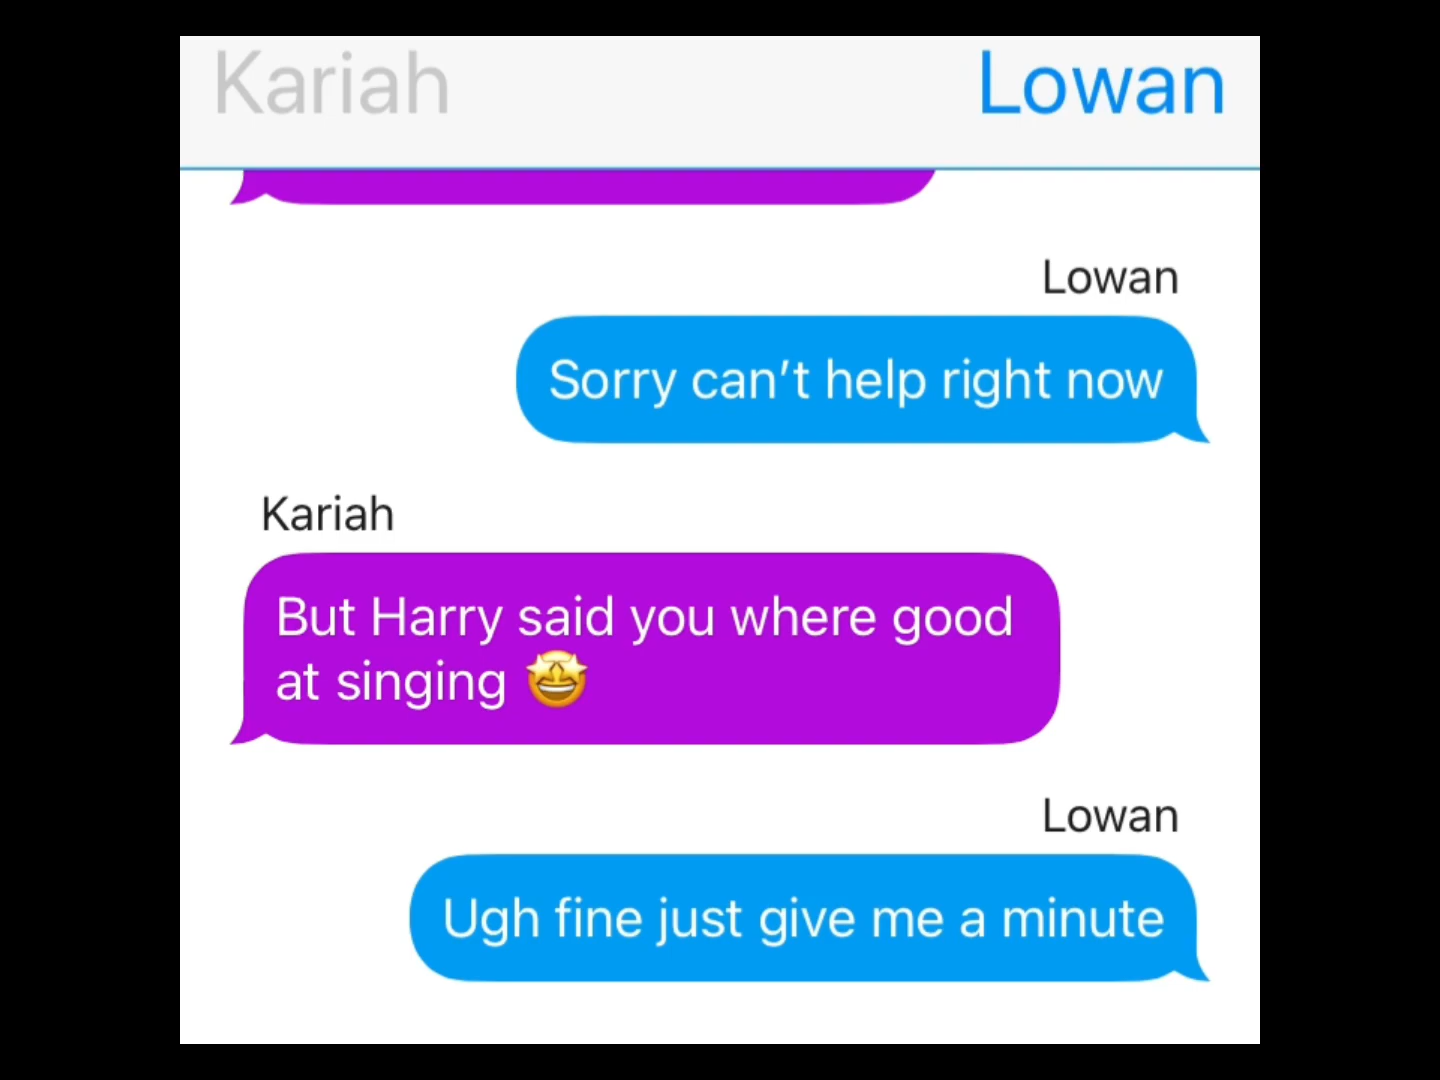 Kariah Lowan
Lowan
Sorry can’t help right now
Kariah
But Harry said you where good
at singing 🤩
Lowan
Ugh fine just give me a minute